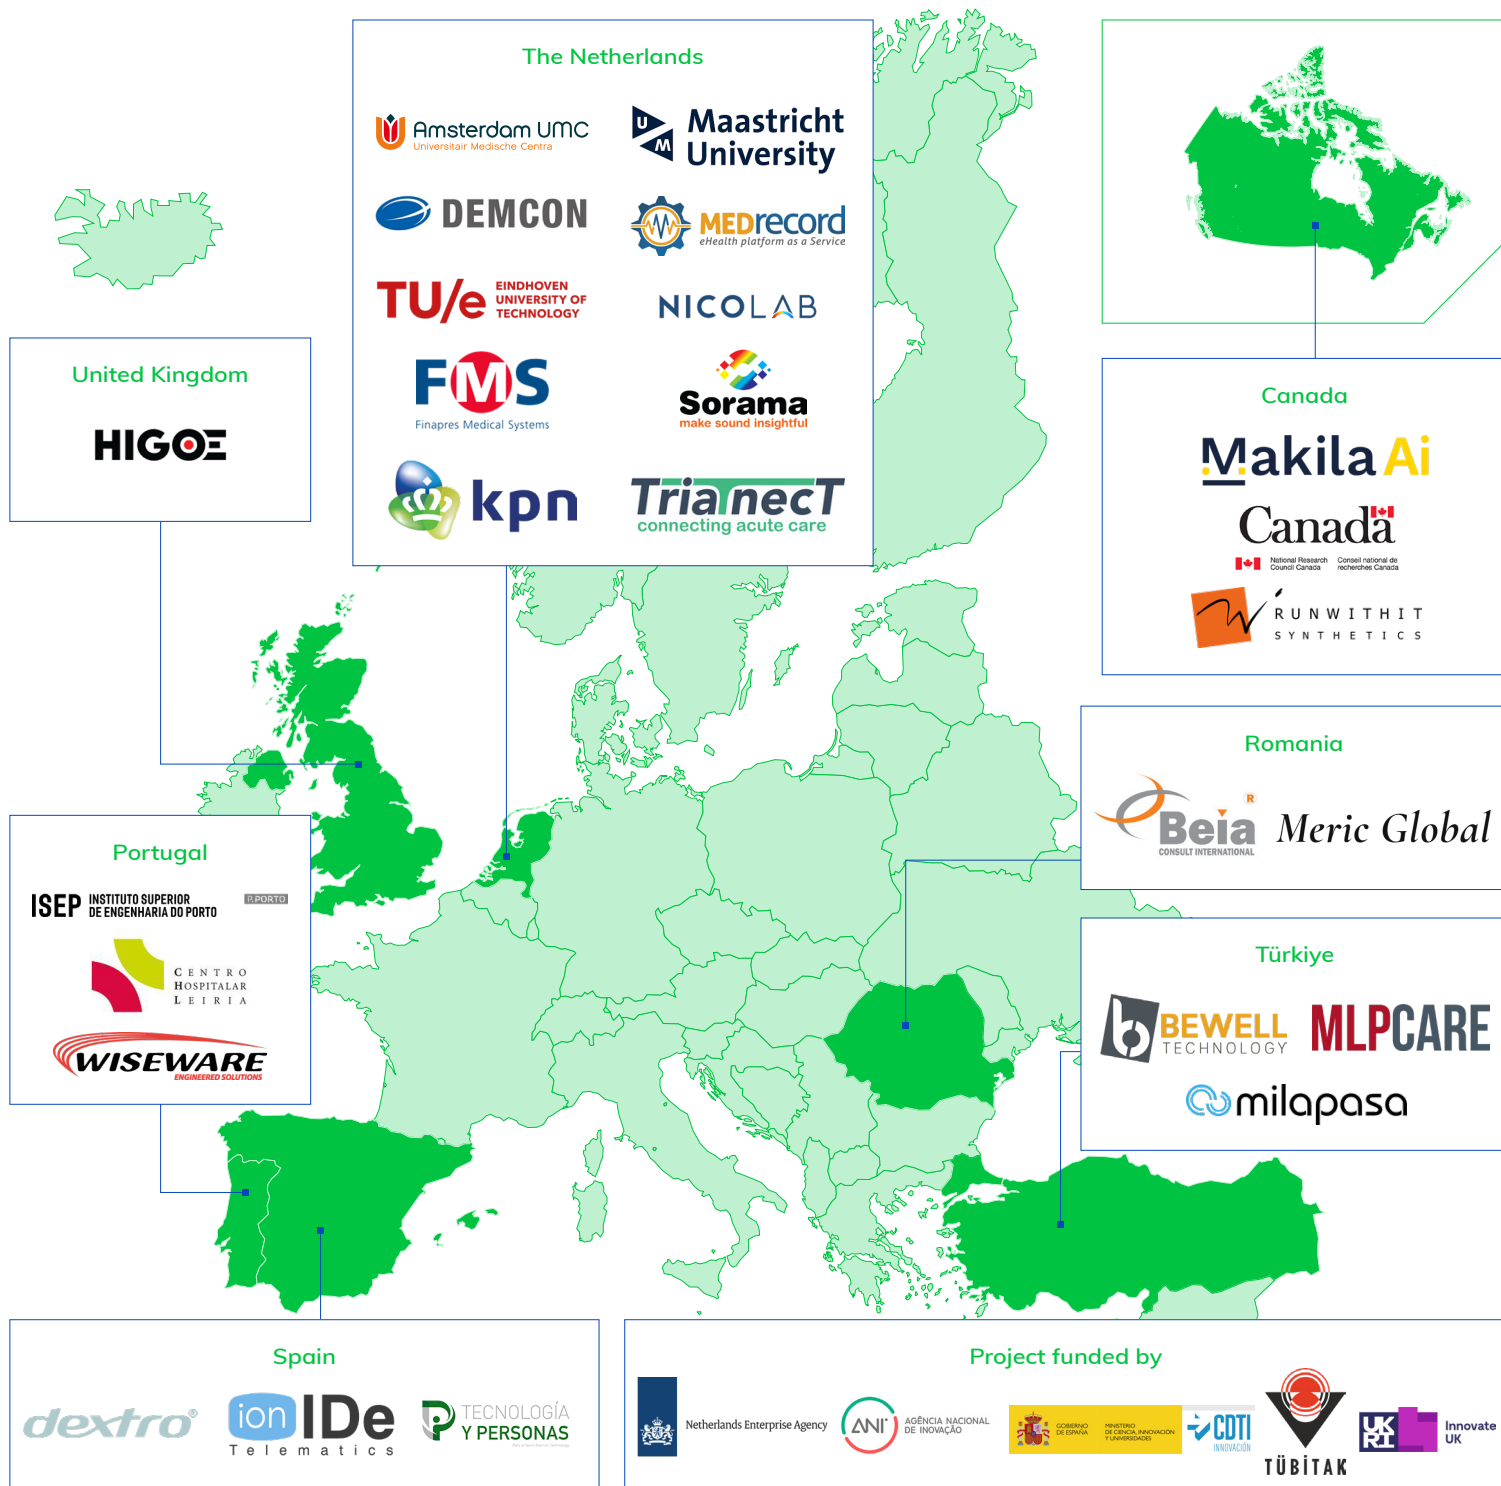 The Netherlands
Amsterdam UMC
Universitair Medische Centra
UM
Maastricht
University
DEMCON
MEDrecord
eHealth platform as a Service
TU/e
EINDHOVEN
UNIVERSITY OF
TECHNOLOGY
NICOLAB
FMS
Finapres Medical Systems
Sorama
make sound insightful
kpn
TriaTnecT
connecting acute care
United Kingdom
HIGOE
Canada
Makila Ai
Canada
National Research
Council Canada
Conseil national de
recherches Canada
RUNWITHIT
SYNTHETICS
Romania
Beia R
CONSULT INTERNATIONAL
Meric Global
Portugal
ISEP
INSTITUTO SUPERIOR
DE ENGENHARIA DO PORTO
P.PORTO
CENTRO
HOSPITALAR
LEIRIA
WISEWARE
ENGINEERED SOLUTIONS
Türkiye
b BEWELL
TECHNOLOGY
MLPCARE
milapasa
Spain
dextro
ion IDe
Telematics
TECNOLOGÍA
Y PERSONAS
Project funded by
Netherlands Enterprise Agency
ANI
AGÊNCIA NACIONAL
DE INOVAÇÃO
GOBIERNO
DE ESPAÑA
MINISTERIO
DE CIENCIA, INNOVACIÓN
Y UNIVERSIDADES
CDTI
INNOVACIÓN
TÜBİTAK
UK
RI
Innovate
UK